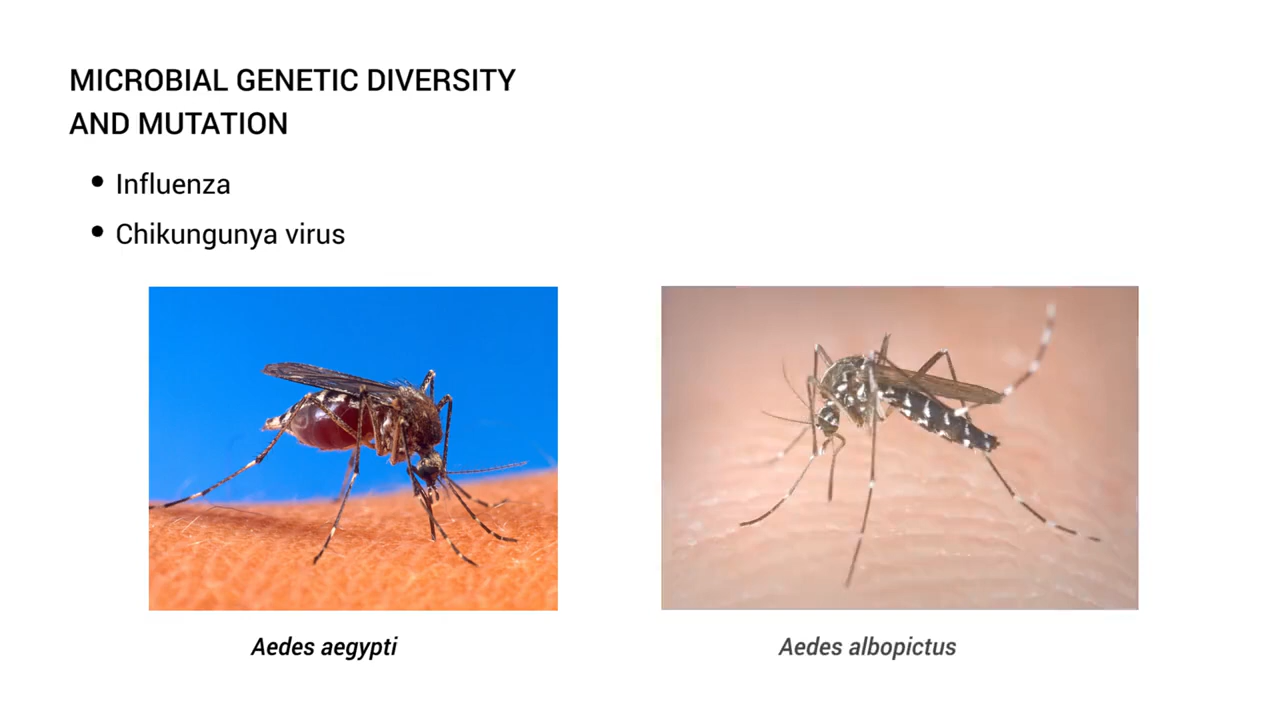 MICROBIAL GENETIC DIVERSITY
AND MUTATION
• Influenza
• Chikungunya virus
Aedes aegypti
Aedes albopictus